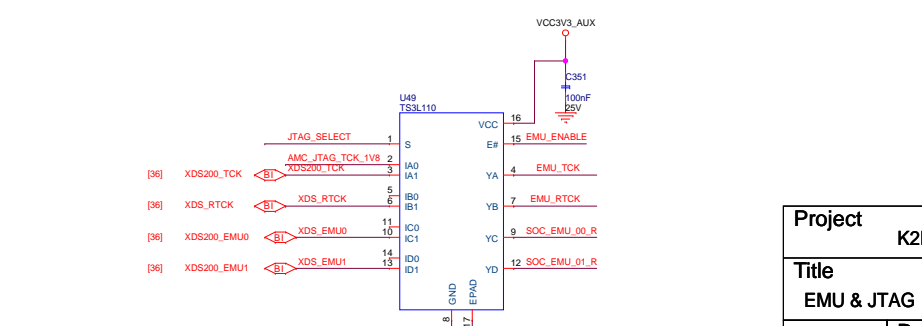 VCC3V3_AUX
C351
100nF
25V
U49
TS3L110
VCC 16
JTAG_SELECT 1 S
E# 15 EMU_ENABLE
AMC_JTAG_TCK_1V8 2 IA0
[36] XDS200_TCK BI XDS200_TCK 3 IA1
YA 4 EMU_TCK
5 IB0
[36] XDS_RTCK BI XDS_RTCK 6 IB1
YB 7 EMU_RTCK
11 IC0
[36] XDS200_EMU0 BI XDS_EMU0 10 IC1
YC 9 SOC_EMU_00_R
14 ID0
[36] XDS200_EMU1 BI XDS_EMU1 13 ID1
YD 12 SOC_EMU_01_R
GND 8
EPAD 17
Project
Title
EMU & JTAG